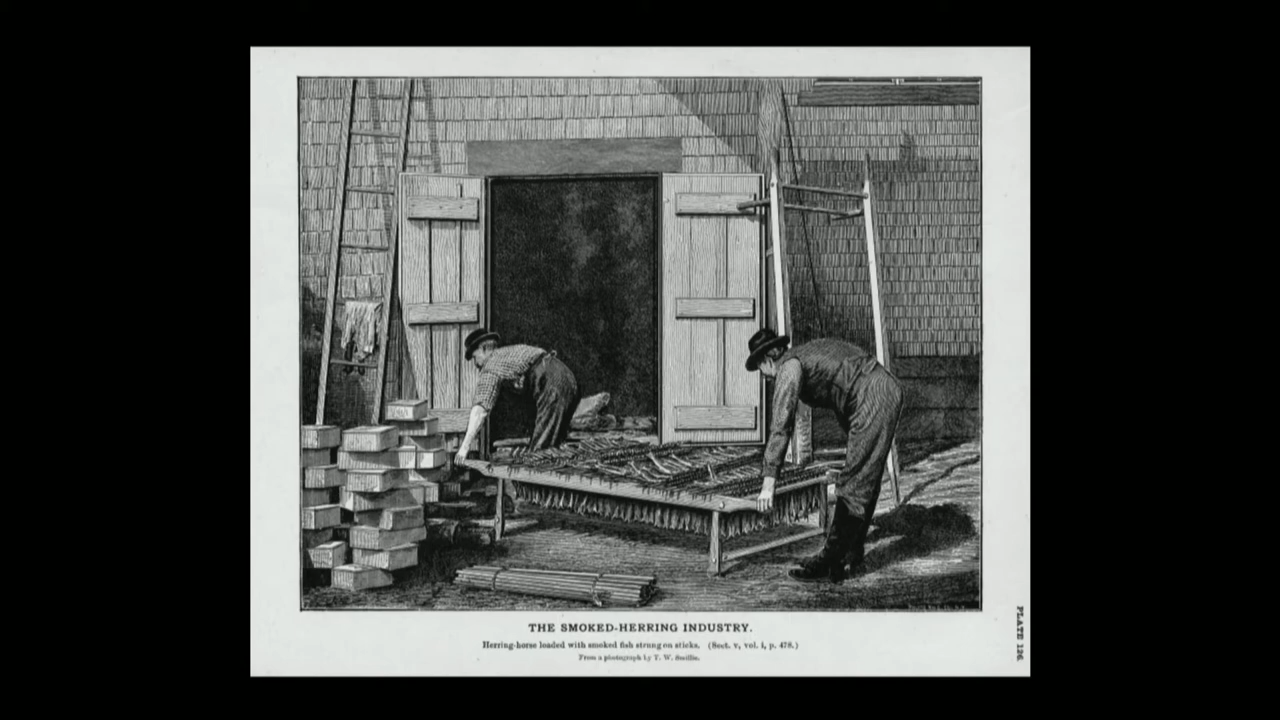 THE SMOKED-HERRING INDUSTRY.
Herring-horse loaded with smoked fish strung on sticks. (Sect. v, vol. i, p. 478.)
From a photograph by T. W. Smillie.
PLATE 126.